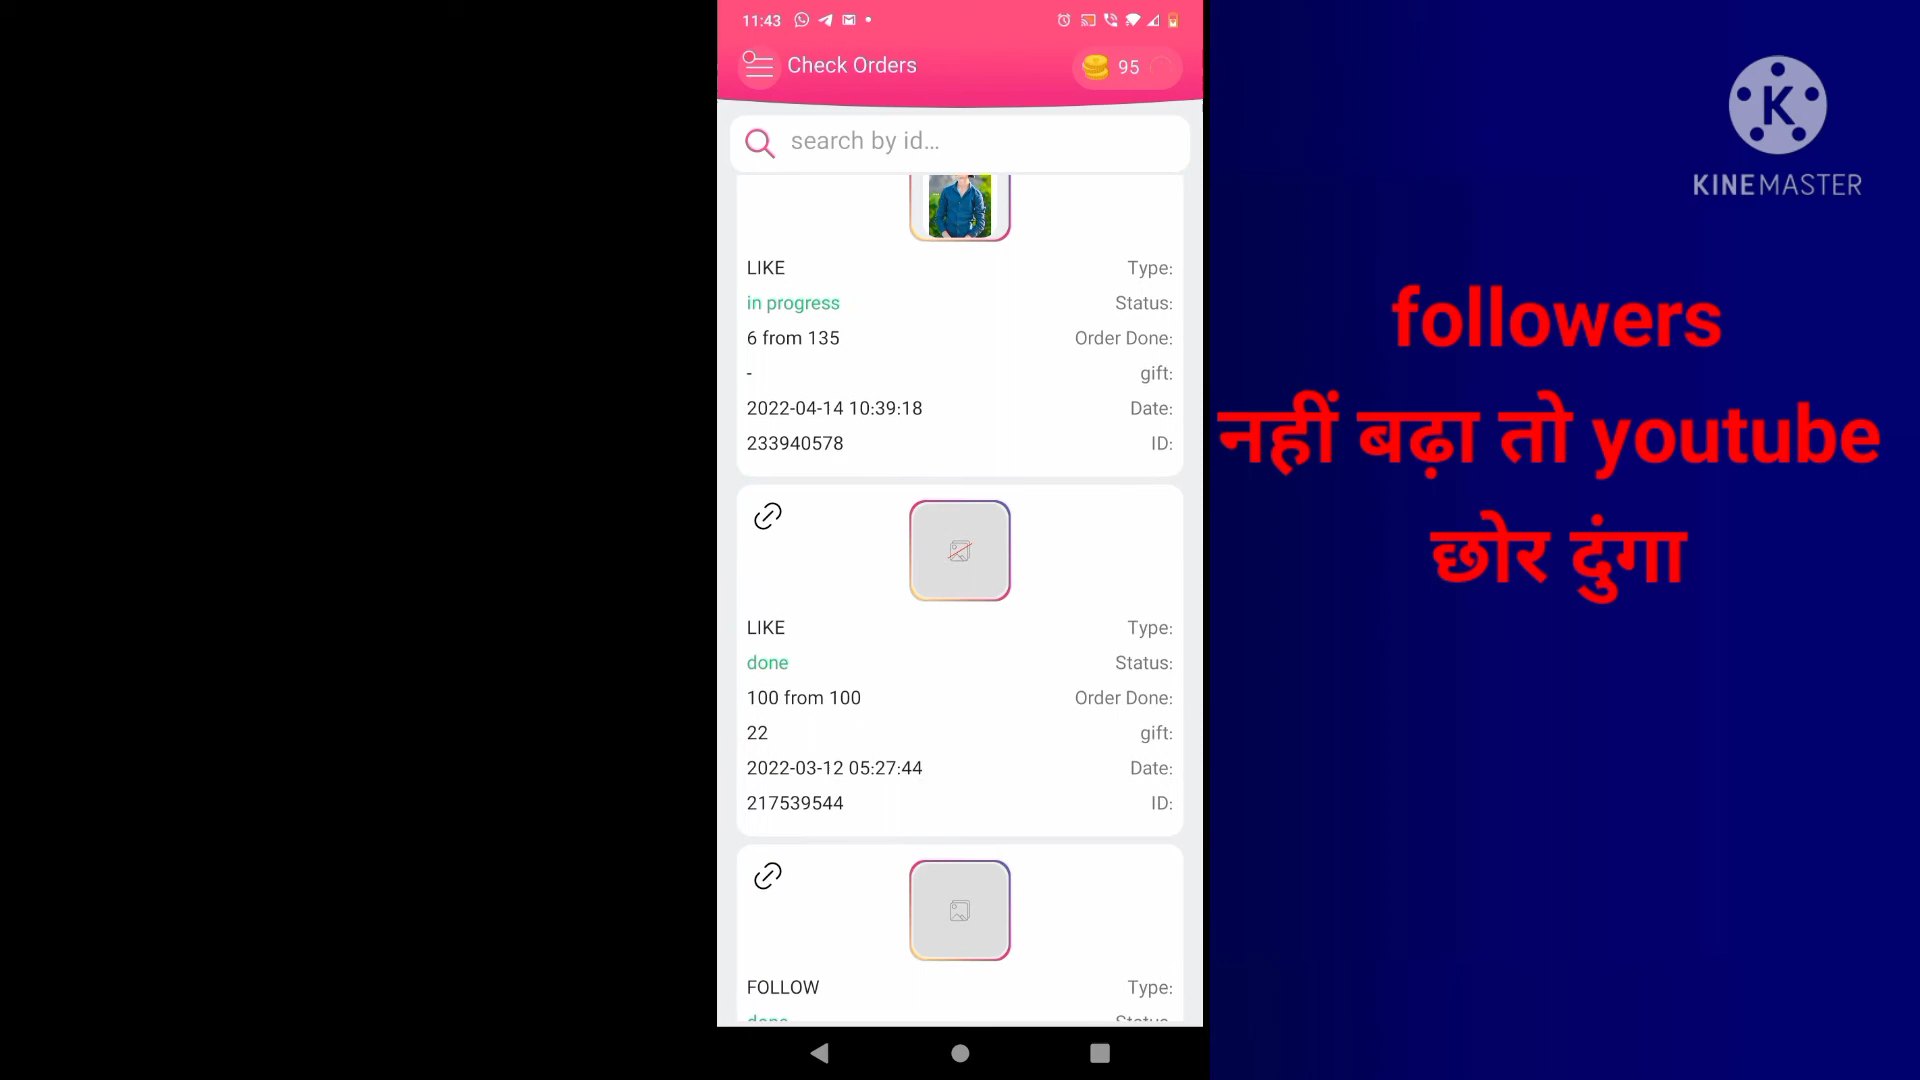 11:43
Check Orders
95
search by id...
LIKE Type:
in progress Status:
6 from 135 Order Done:
- gift:
2022-04-14 10:39:18 Date:
233940578 ID:
LIKE Type:
done Status:
100 from 100 Order Done:
22 gift:
2022-03-12 05:27:44 Date:
217539544 ID:
FOLLOW Type:
done Status:
K
KINEMASTER
followers
नहीं बढ़ा तो youtube
छोर दुंगा